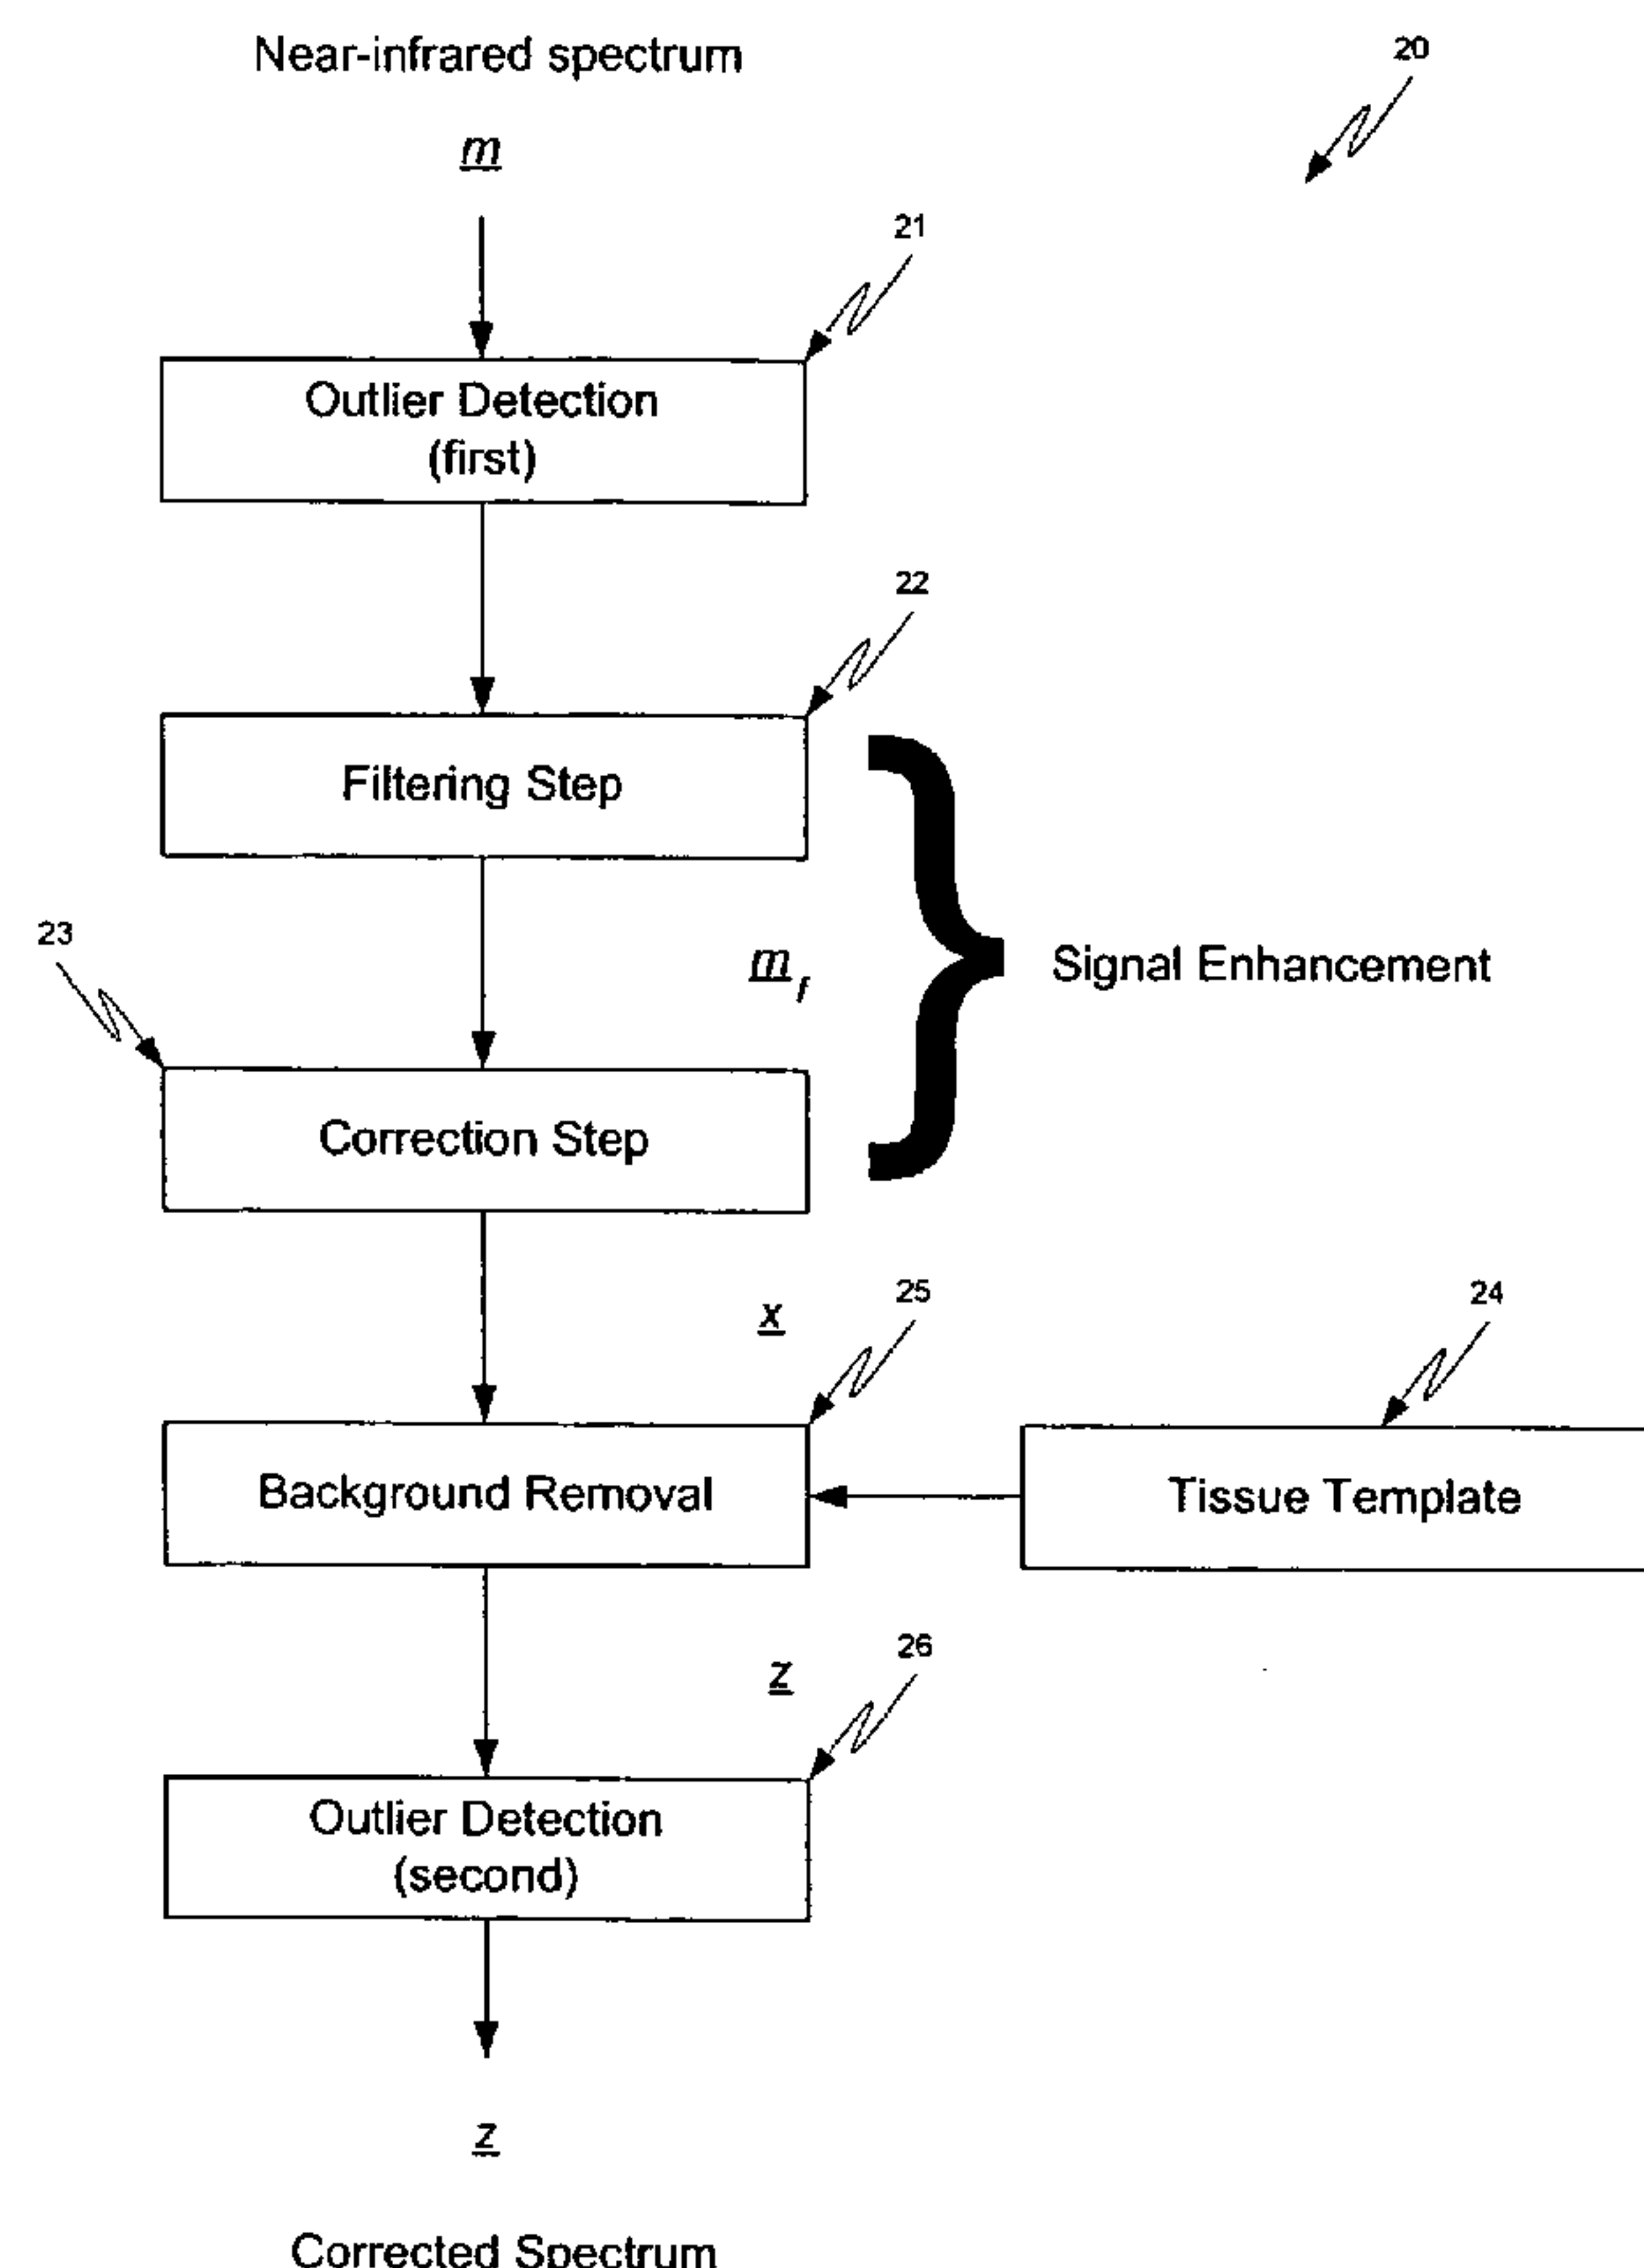 Near-infrared spectrum
20
m
21
Outlier Detection
(first)
22
Filtering Step
23
m f
Signal Enhancement
Correction Step
x
25
24
Background Removal
Tissue Template
z
26
Outlier Detection
(second)
z
Corrected Spectrum